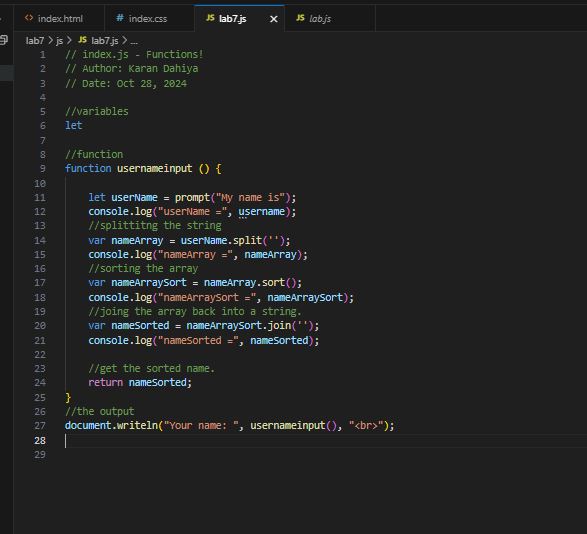 index.html index.css lab7.js lab.js
lab7 > js > lab7.js > ...
1 // index.js - Functions!
2 // Author: Karan Dahiya
3 // Date: Oct 28, 2024
4
5 //variables
6 let
7
8 //function
9 function usernameinput () {
10
11 let userName = prompt("My name is");
12 console.log("userName =", username);
13 //splittitng the string
14 var nameArray = userName.split('');
15 console.log("nameArray =", nameArray);
16 //sorting the array
17 var nameArraySort = nameArray.sort();
18 console.log("nameArraySort =", nameArraySort);
19 //joing the array back into a string.
20 var nameSorted = nameArraySort.join('');
21 console.log("nameSorted =", nameSorted);
22
23 //get the sorted name.
24 return nameSorted;
25 }
26 //the output
27 document.writeln("Your name: ", usernameinput(), "<br>");
28
29